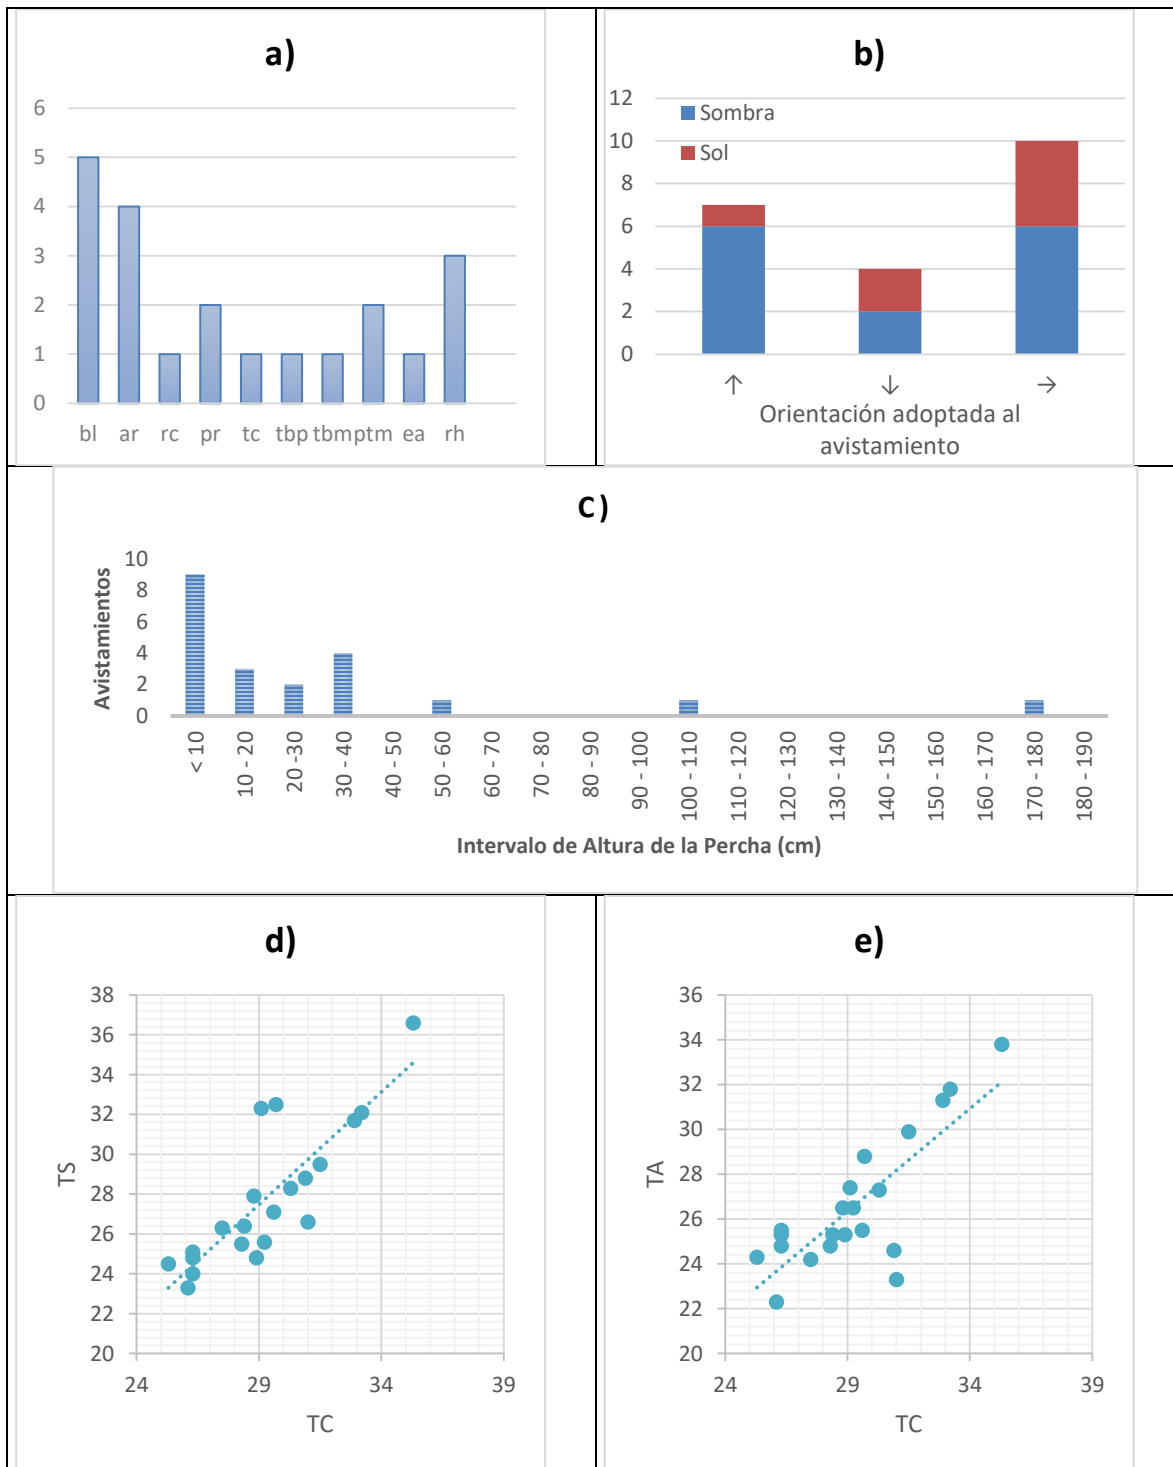 a)
6
5
4
3
2
1
0
bl ar rc pr tc tbp tbm ptm ea rh
b)
12
10
8
6
4
2
0
Sombra
Sol
↑ ↓ →
Orientación adoptada al
avistamiento
C)
Avistamientos
10
8
6
4
2
0
< 10
10 - 20
20 -30
30 - 40
40 - 50
50 - 60
60 - 70
70 - 80
80 - 90
90 - 100
100 - 110
110 - 120
120 - 130
130 - 140
140 - 150
150 - 160
160 - 170
170 - 180
180 - 190
Intervalo de Altura de la Percha (cm)
d)
TS
38
36
34
32
30
28
26
24
22
20
24 29 34 39
TC
e)
TA
36
34
32
30
28
26
24
22
20
24 29 34 39
TC